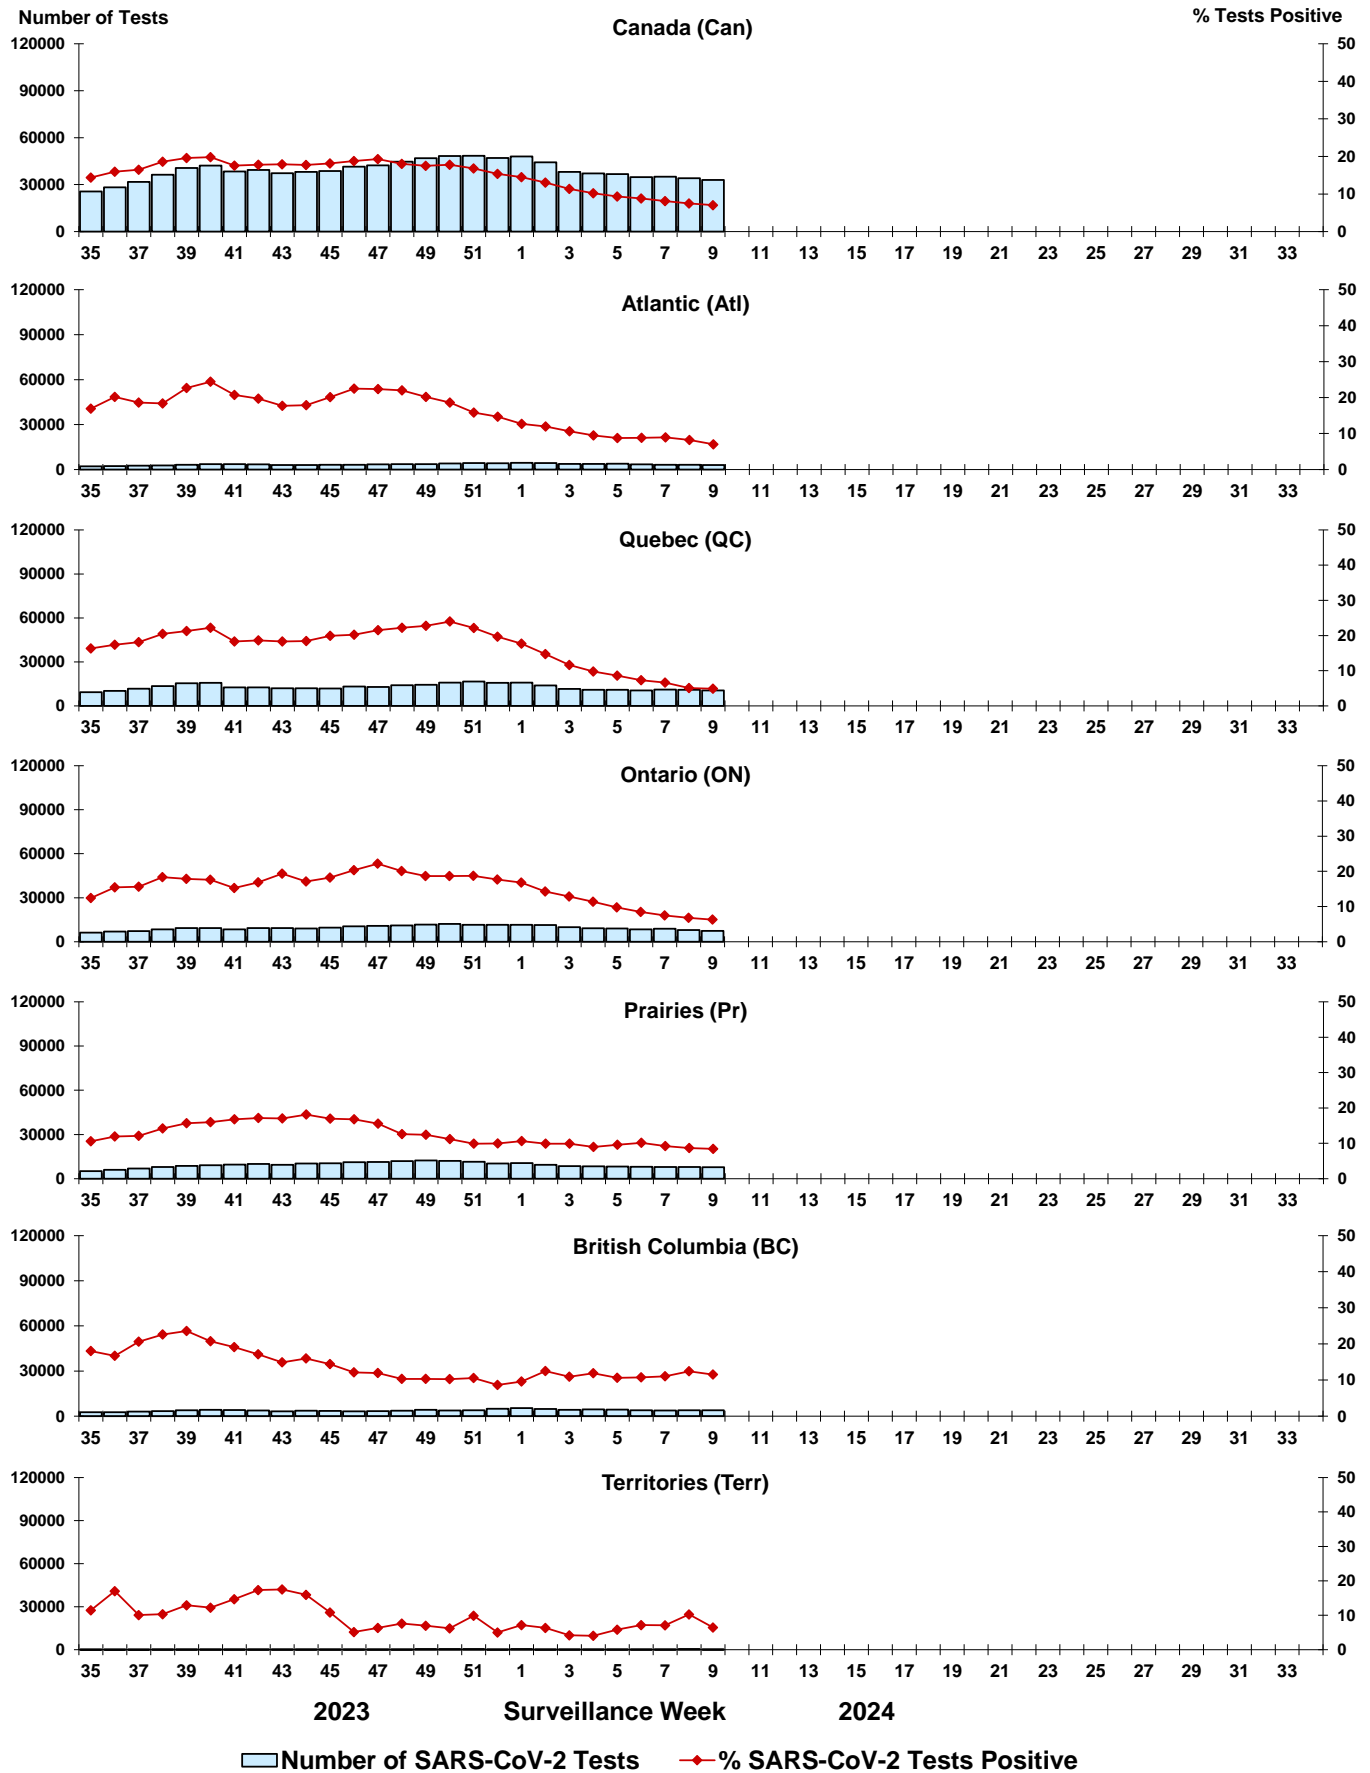 Number of Tests
% Tests Positive
Canada (Can)
120000 50
90000 40
30
60000 20
30000 10
0 0
35 37 39 41 43 45 47 49 51 1 3 5 7 9 11 13 15 17 19 21 23 25 27 29 31 33
Atlantic (Atl)
120000 50
90000 40
30
60000 20
30000 10
0 0
35 37 39 41 43 45 47 49 51 1 3 5 7 9 11 13 15 17 19 21 23 25 27 29 31 33
Quebec (QC)
120000 50
90000 40
30
60000 20
30000 10
0 0
35 37 39 41 43 45 47 49 51 1 3 5 7 9 11 13 15 17 19 21 23 25 27 29 31 33
Ontario (ON)
120000 50
90000 40
30
60000 20
30000 10
0 0
35 37 39 41 43 45 47 49 51 1 3 5 7 9 11 13 15 17 19 21 23 25 27 29 31 33
Prairies (Pr)
120000 50
90000 40
30
60000 20
30000 10
0 0
35 37 39 41 43 45 47 49 51 1 3 5 7 9 11 13 15 17 19 21 23 25 27 29 31 33
British Columbia (BC)
120000 50
90000 40
30
60000 20
30000 10
0 0
35 37 39 41 43 45 47 49 51 1 3 5 7 9 11 13 15 17 19 21 23 25 27 29 31 33
Territories (Terr)
120000 50
90000 40
30
60000 20
30000 10
0 0
35 37 39 41 43 45 47 49 51 1 3 5 7 9 11 13 15 17 19 21 23 25 27 29 31 33
2023 Surveillance Week 2024
Number of SARS-CoV-2 Tests % SARS-CoV-2 Tests Positive